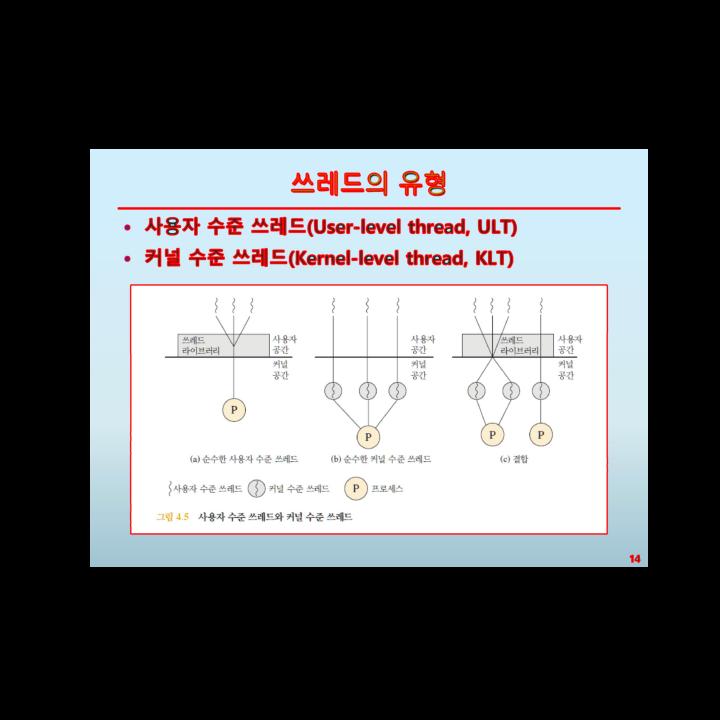 쓰레드의 유형
• 사용자 수준 쓰레드(User-level thread, ULT)
• 커널 수준 쓰레드(Kernel-level thread, KLT)
쓰레드
라이브러리
사용자
공간
커널
공간
P
(a) 순수한 사용자 수준 쓰레드
사용자
공간
커널
공간
P
(b) 순수한 커널 수준 쓰레드
쓰레드
라이브러리
사용자
공간
커널
공간
P
P
(c) 결합
사용자 수준 쓰레드 커널 수준 쓰레드 P 프로세스
그림 4.5 사용자 수준 쓰레드와 커널 수준 쓰레드
14